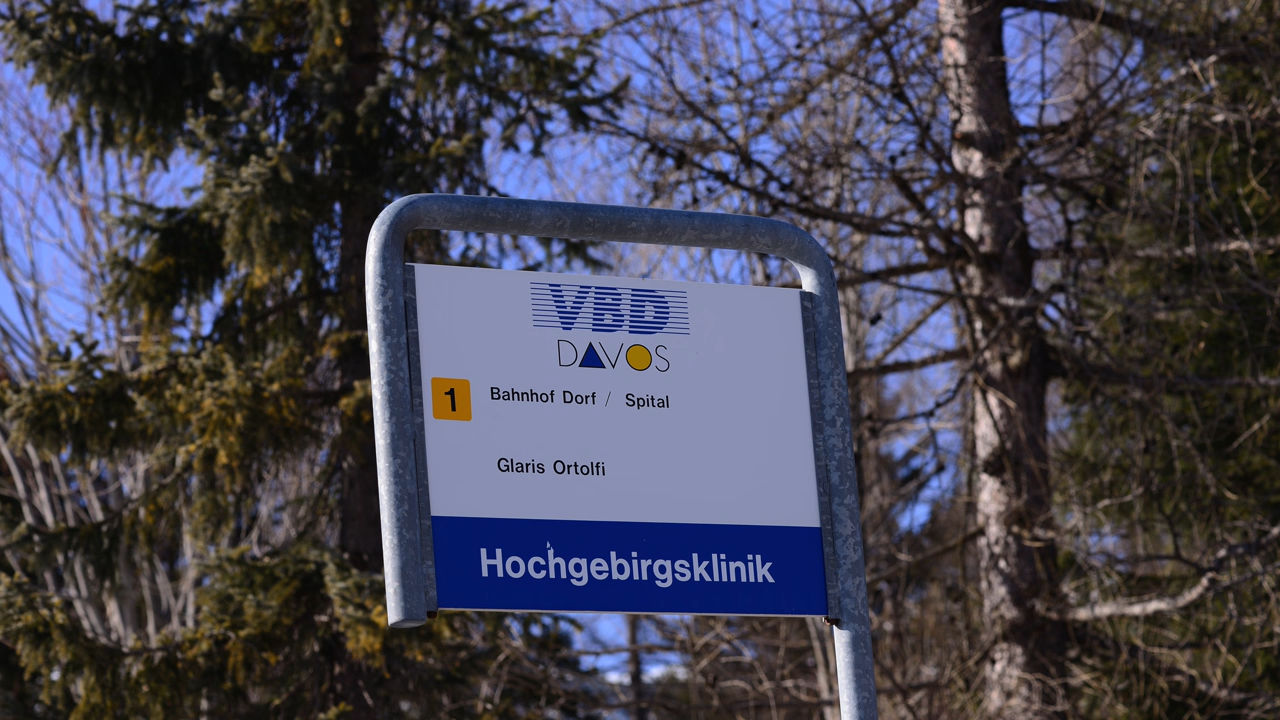 VBD
DAVOS
1 Bahnhof Dorf / Spital
Glaris Ortolfi
Hochgebirgsklinik